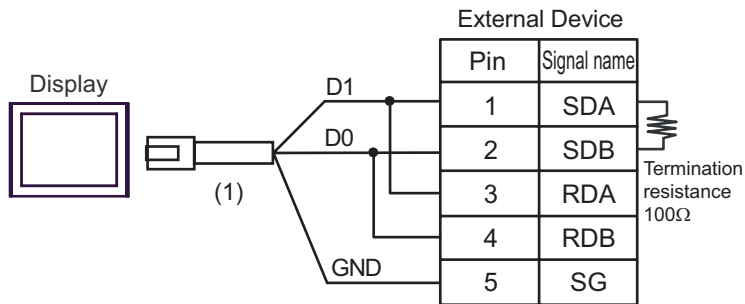 External Device
Pin Signal name
Display
D1
1 SDA
D0
2 SDB
Termination
resistance
100Ω
(1)
3 RDA
4 RDB
GND
5 SG